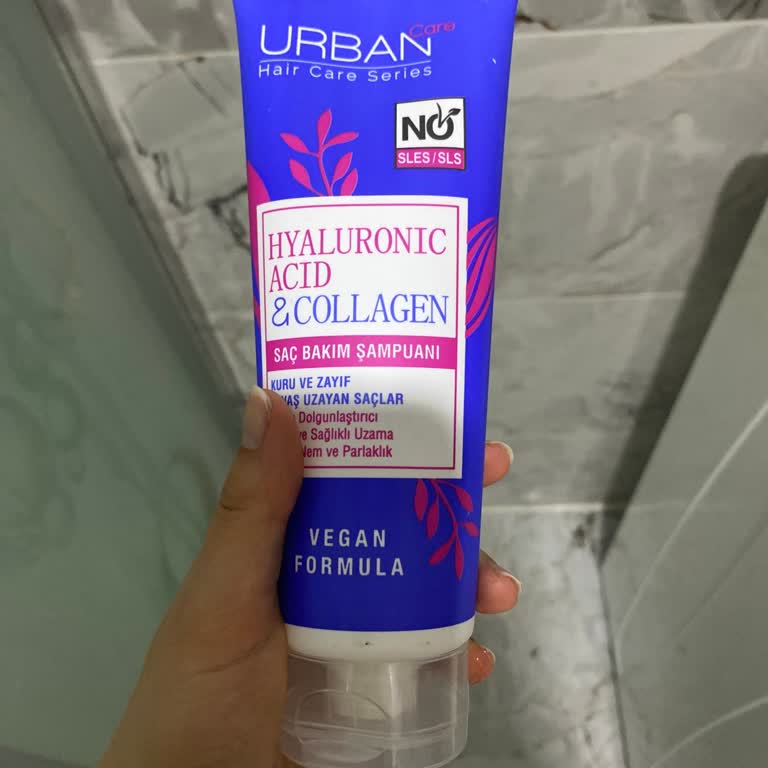 URBAN Care
Hair Care Series
NO
SLES/SLS
HYALURONIC
ACID
& COLLAGEN
SAÇ BAKIM ŞAMPUANI
KURU VE ZAYIF
UZAYAN SAÇLAR
Dolgunlaştırıcı
ve Sağlıklı Uzama
Nem ve Parlaklık
VEGAN
FORMULA